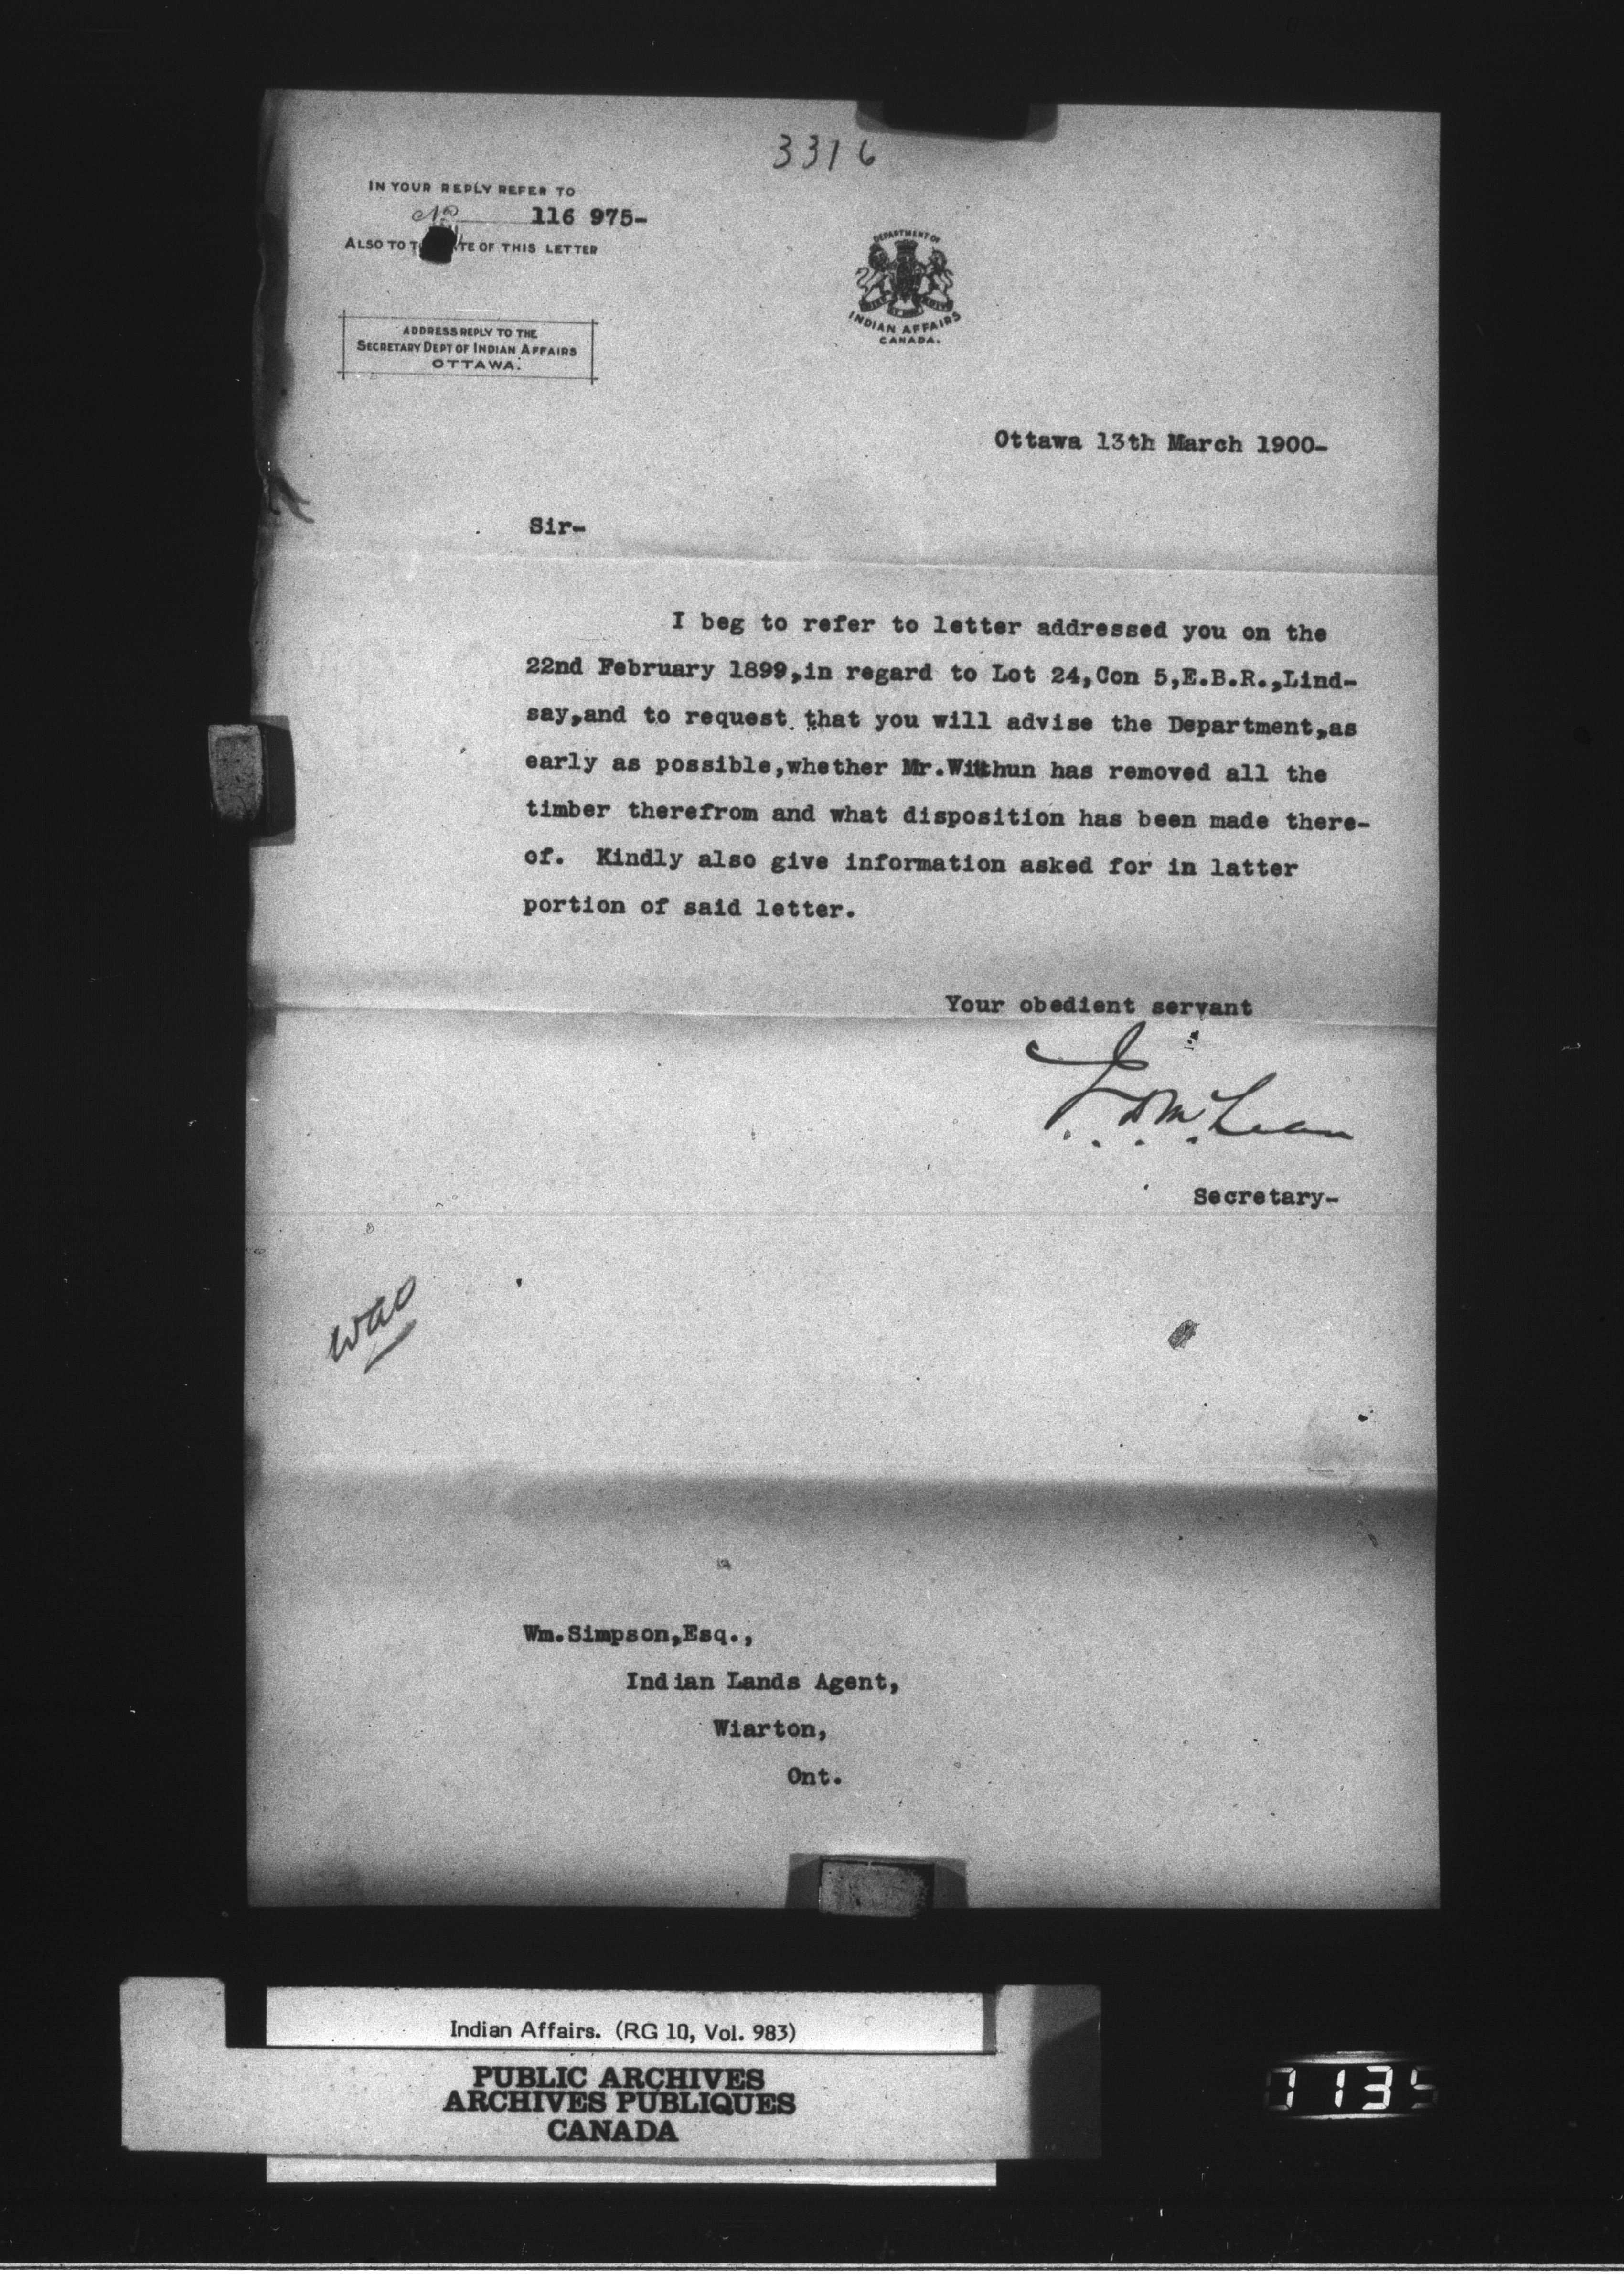 3316
IN YOUR REPLY REFER TO
No 116 975-
ALSO TO TE OF THIS LETTER
DEPARTMENT OF
INDIAN AFFAIRS
CANADA.
ADDRESS REPLY TO THE
SECRETARY DEPT OF INDIAN AFFAIRS
OTTAWA.
Ottawa 13th March 1900-
Sir-
I beg to refer to letter addressed you on the
22nd February 1899,in regard to Lot 24,Con 5,E.B.R.,Lind-
say,and to request that you will advise the Department,as
early as possible,whether Mr.Witthun has removed all the
timber therefrom and what disposition has been made there-
of. Kindly also give information asked for in latter
portion of said letter.
Your obedient servant
J. D. McLean
Secretary-
WAO
Wm.Simpson,Esq.,
Indian Lands Agent,
Wiarton,
Ont.
Indian Affairs. (RG 10, Vol. 983)
PUBLIC ARCHIVES
ARCHIVES PUBLIQUES
CANADA
1135